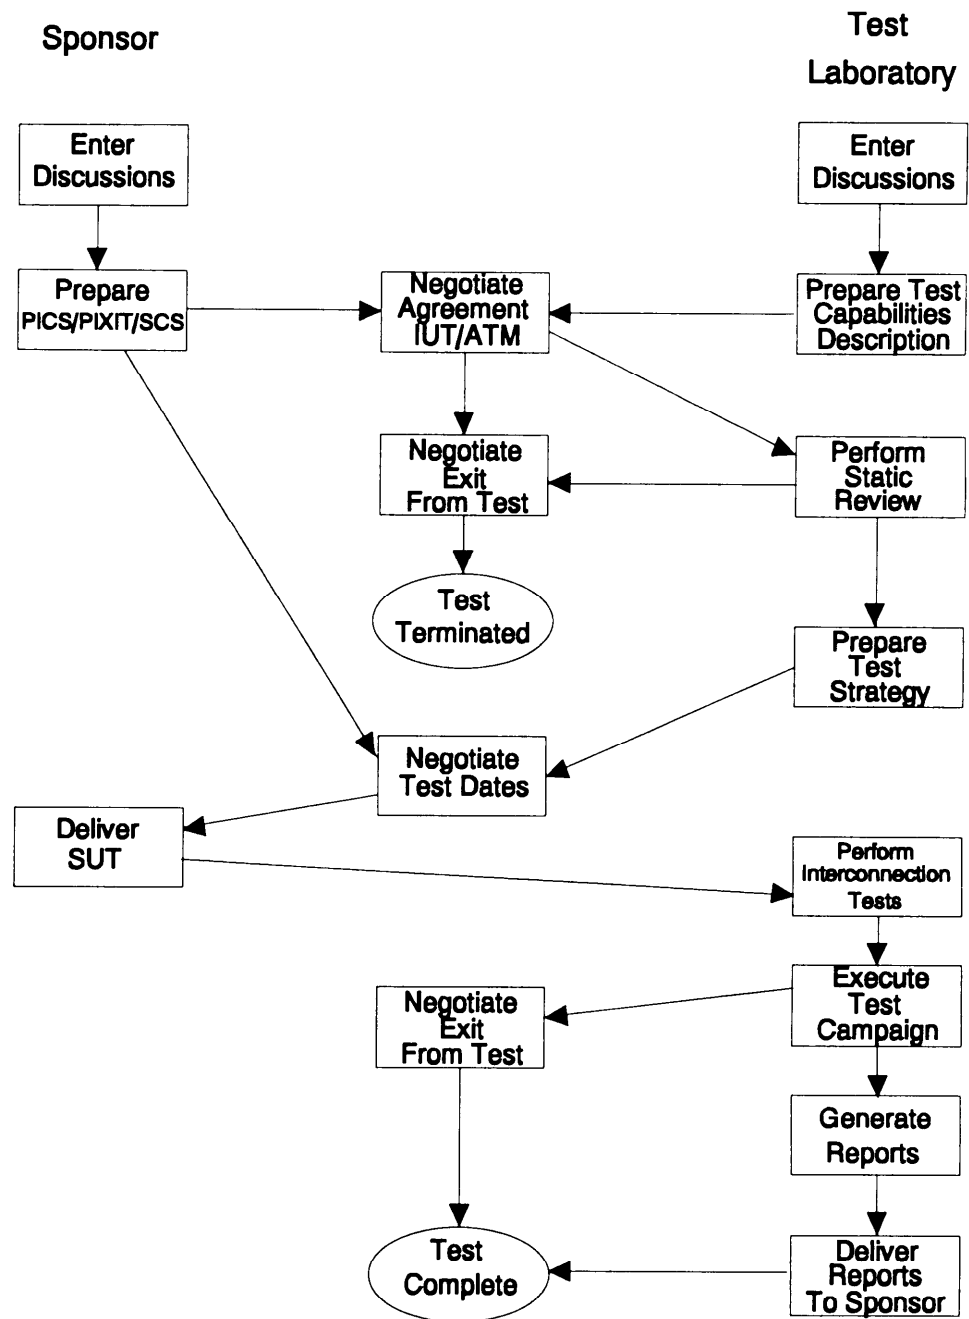 Sponsor
Test
Laboratory
Enter
Discussions
Enter
Discussions
Prepare
PICS/PIXIT/SCS
Negotiate
Agreement
IUT/ATM
Prepare Test
Capabilities
Description
Negotiate
Exit
From Test
Perform
Static
Review
Test
Terminated
Prepare
Test
Strategy
Negotiate
Test Dates
Deliver
SUT
Perform
Interconnection
Tests
Negotiate
Exit
From Test
Execute
Test
Campaign
Generate
Reports
Test
Complete
Deliver
Reports
To Sponsor